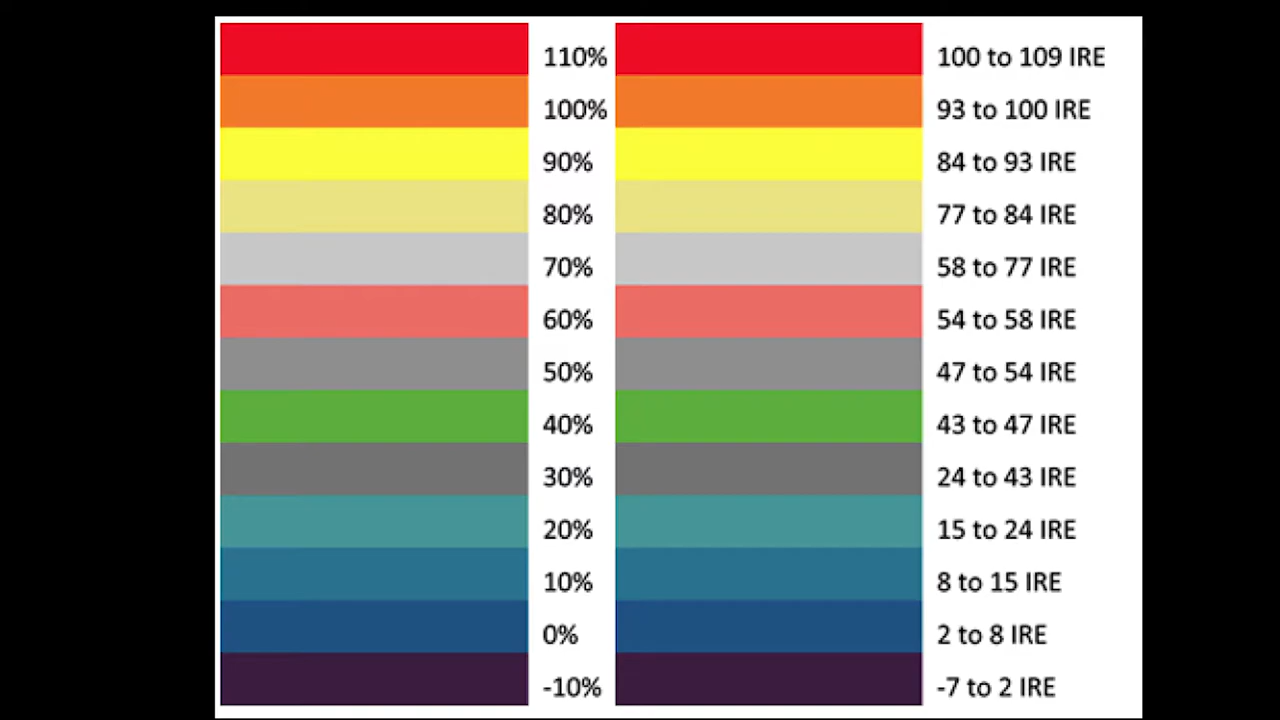 110% 100 to 109 IRE
100% 93 to 100 IRE
90% 84 to 93 IRE
80% 77 to 84 IRE
70% 58 to 77 IRE
60% 54 to 58 IRE
50% 47 to 54 IRE
40% 43 to 47 IRE
30% 24 to 43 IRE
20% 15 to 24 IRE
10% 8 to 15 IRE
0% 2 to 8 IRE
-10% -7 to 2 IRE